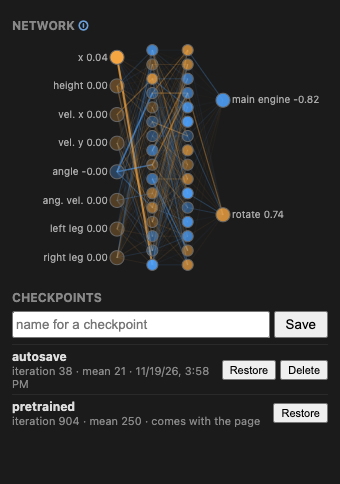 NETWORK ⓘ
x 0.04
height 0.00
vel. x 0.00
vel. y 0.00
angle -0.00
ang. vel. 0.00
left leg 0.00
right leg 0.00
main engine -0.82
rotate 0.74
CHECKPOINTS
name for a checkpoint Save
autosave
iteration 38 · mean 21 · 11/19/26, 3:58
PM
Restore Delete
pretrained
iteration 904 · mean 250 · comes with the page
Restore